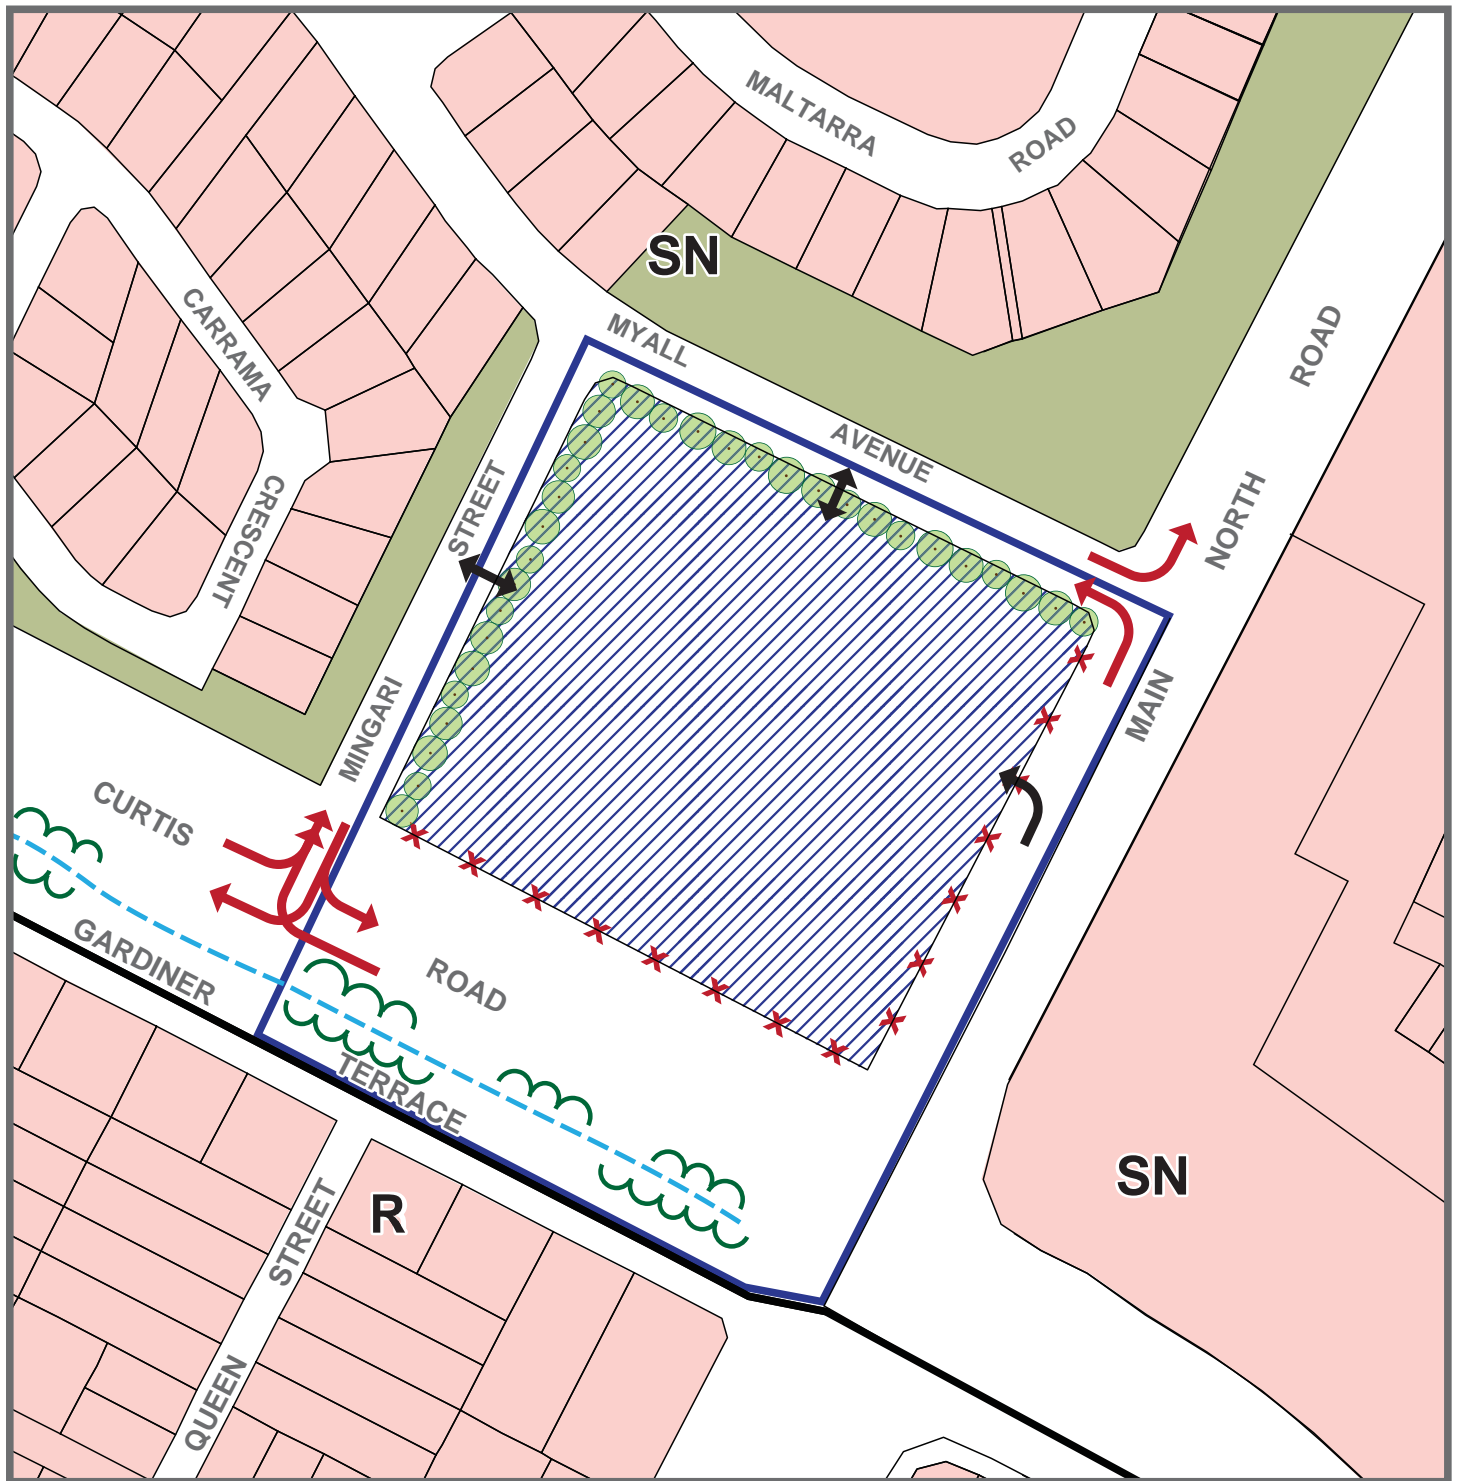 MALTARRA
ROAD
SN
CARRAMA
MYALL
ROAD
AVENUE
NORTH
STREET
CRESCENT
MAIN
MINGARI
CURTIS
GARDINER
ROAD
TERRACE
SN
R
STREET
QUEEN